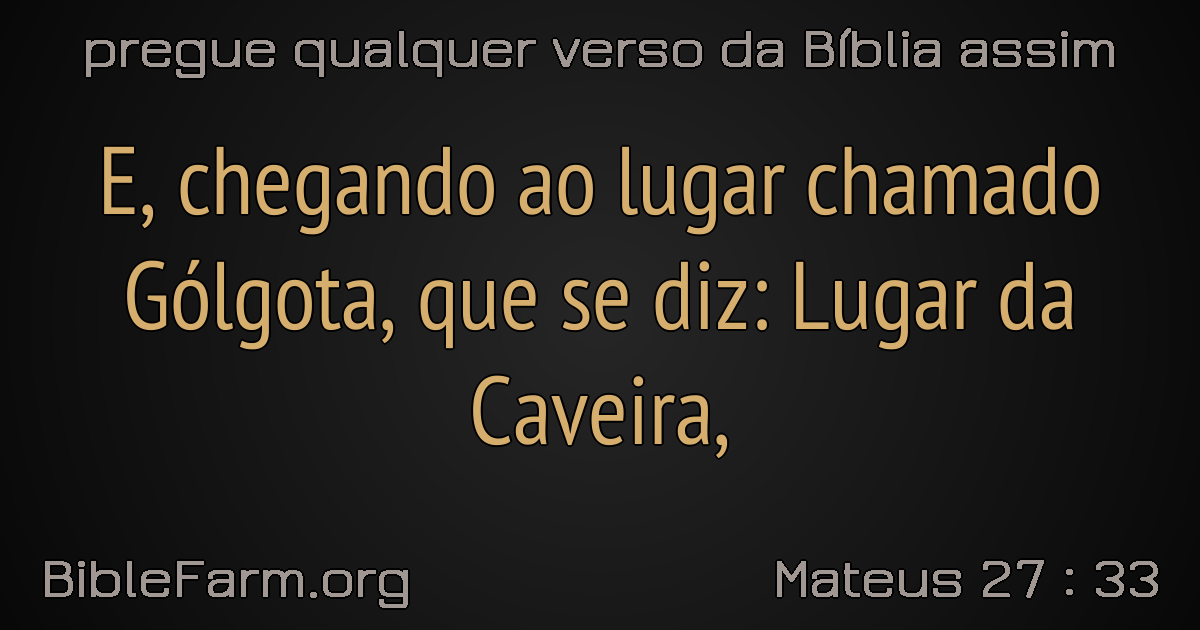 pregue qualquer verso da Bíblia assim
E, chegando ao lugar chamado
Gólgota, que se diz: Lugar da
Caveira,
BibleFarm.org
Mateus 27 : 33